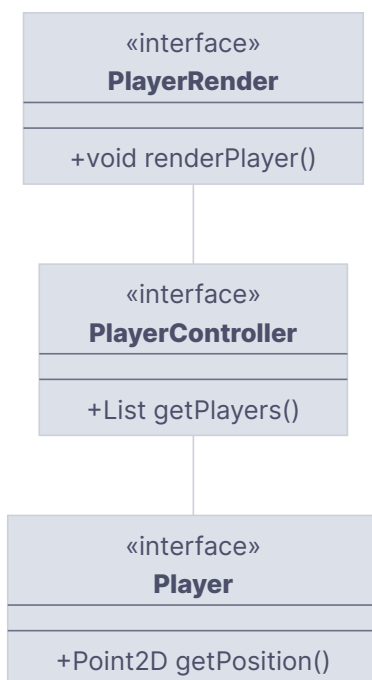 «interface»
PlayerRender
+void renderPlayer()
«interface»
PlayerController
+List getPlayers()
«interface»
Player
+Point2D getPosition()